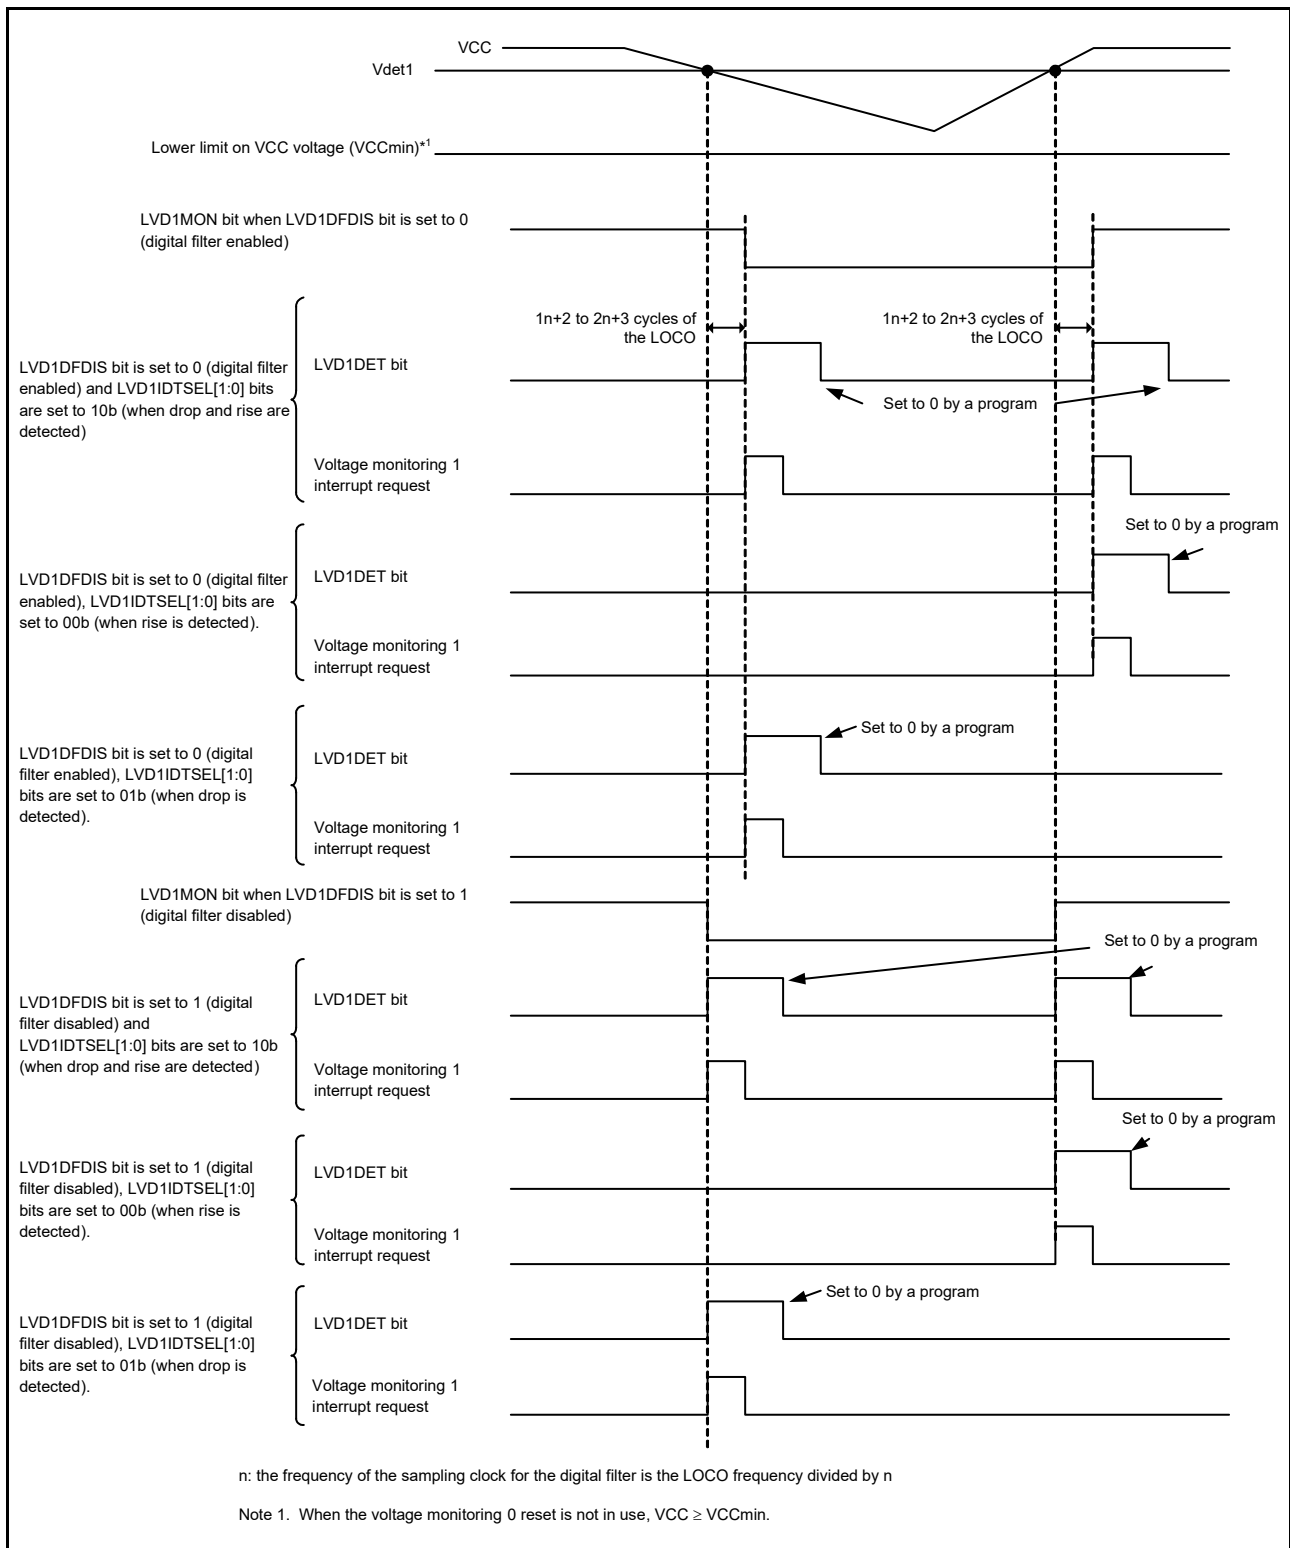 VCC
Vdet1
Lower limit on VCC voltage (VCCmin)*1
LVD1MON bit when LVD1DFDIS bit is set to 0
(digital filter enabled)
1n+2 to 2n+3 cycles of
the LOCO
1n+2 to 2n+3 cycles of
the LOCO
LVD1DFDIS bit is set to 0 (digital filter
enabled) and LVD1IDTSEL[1:0] bits
are set to 10b (when drop and rise are
detected)
LVD1DET bit
Set to 0 by a program
Voltage monitoring 1
interrupt request
Set to 0 by a program
LVD1DFDIS bit is set to 0 (digital filter
enabled), LVD1IDTSEL[1:0] bits are
set to 00b (when rise is detected).
LVD1DET bit
Voltage monitoring 1
interrupt request
Set to 0 by a program
LVD1DFDIS bit is set to 0 (digital
filter enabled), LVD1IDTSEL[1:0]
bits are set to 01b (when drop is
detected).
LVD1DET bit
Voltage monitoring 1
interrupt request
LVD1MON bit when LVD1DFDIS bit is set to 1
(digital filter disabled)
Set to 0 by a program
LVD1DFDIS bit is set to 1 (digital
filter disabled) and
LVD1IDTSEL[1:0] bits are set to 10b
(when drop and rise are detected)
LVD1DET bit
Voltage monitoring 1
interrupt request
Set to 0 by a program
LVD1DFDIS bit is set to 1 (digital
filter disabled), LVD1IDTSEL[1:0]
bits are set to 00b (when rise is
detected).
LVD1DET bit
Voltage monitoring 1
interrupt request
Set to 0 by a program
LVD1DFDIS bit is set to 1 (digital
filter disabled), LVD1IDTSEL[1:0]
bits are set to 01b (when drop is
detected).
LVD1DET bit
Voltage monitoring 1
interrupt request
n: the frequency of the sampling clock for the digital filter is the LOCO frequency divided by n
Note 1. When the voltage monitoring 0 reset is not in use, VCC ≥ VCCmin.